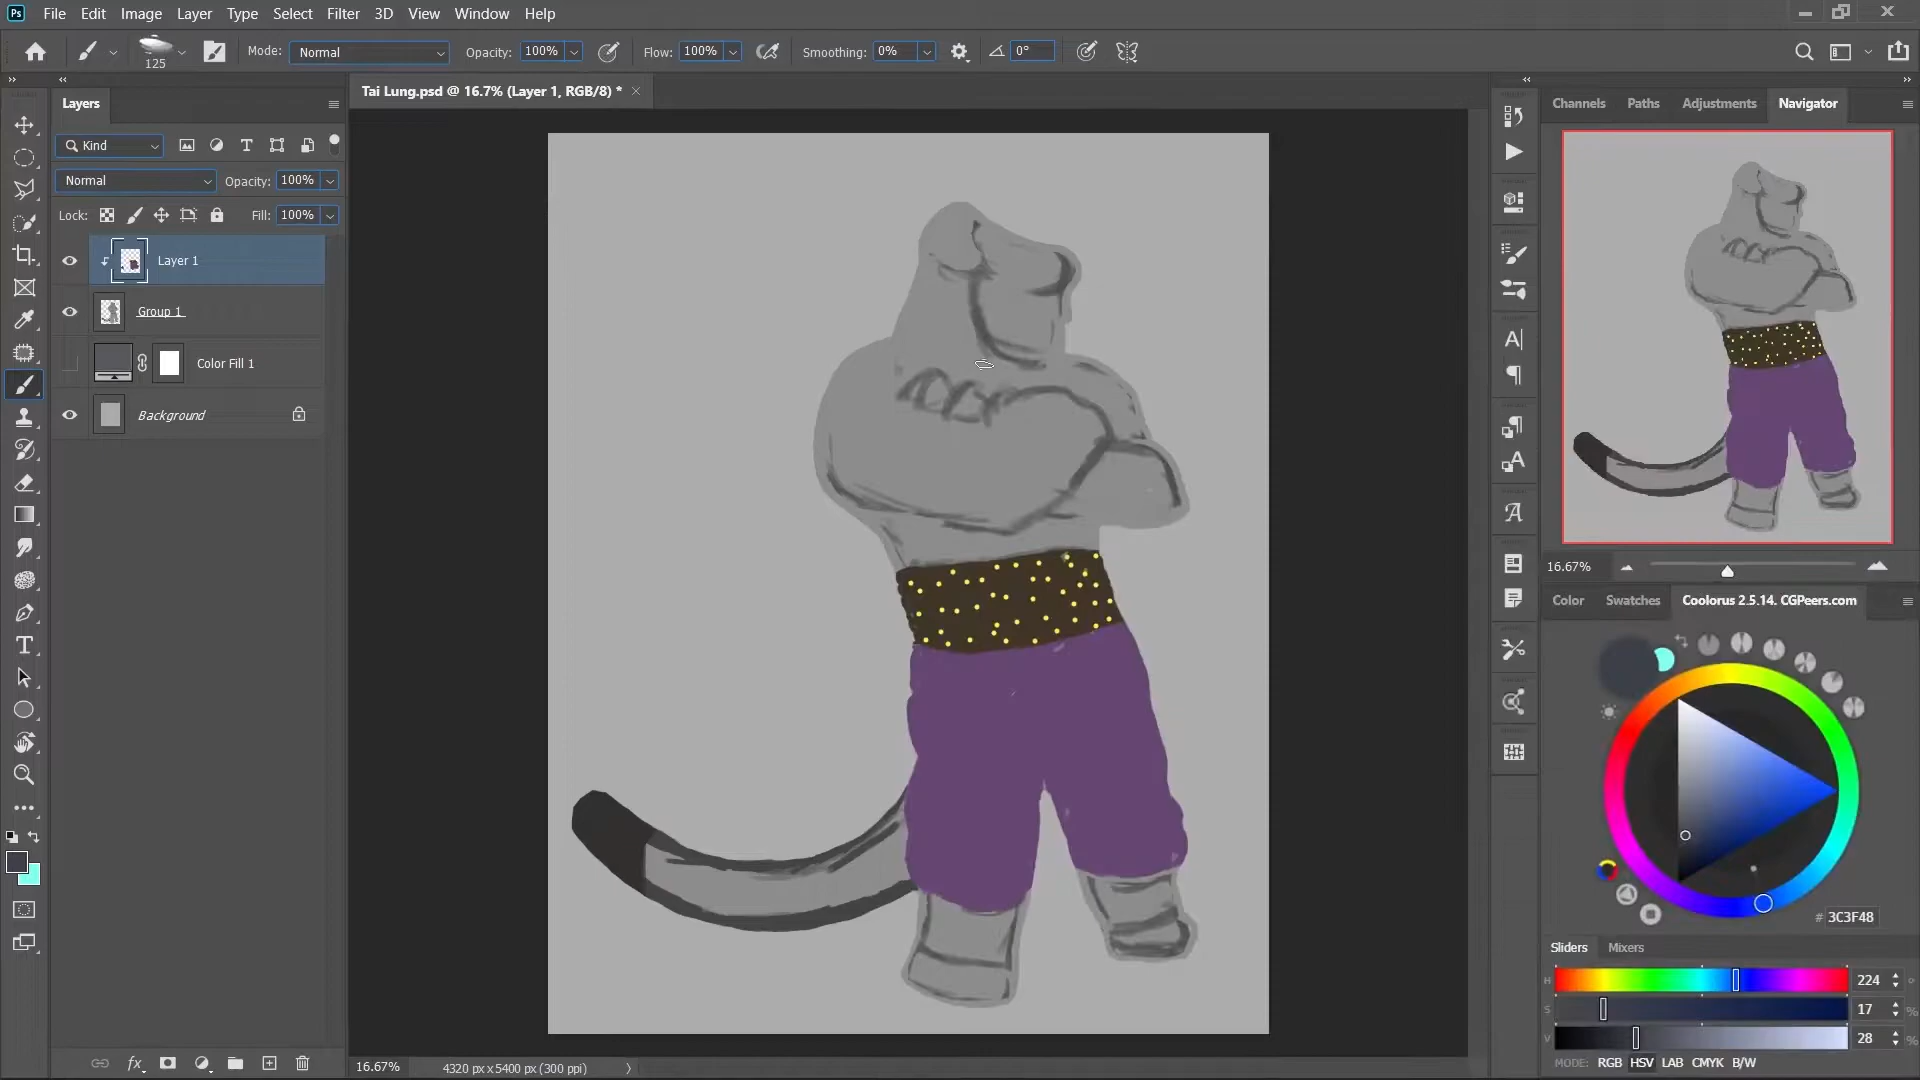 Ps File Edit Image Layer Type Select Filter 3D View Window Help
125 Mode: Normal Opacity: 100% Flow: 100% Smoothing: 0% 0°
Layers
Tai Lung.psd @ 16.7% (Layer 1, RGB/8) *
Channels Paths Adjustments Navigator
Kind
Normal Opacity: 100%
Lock: Fill: 100%
Layer 1
Group 1
Color Fill 1
Background
16.67%
Color Swatches Coolorus 2.5.14. CGPeers.com
# 3C3F48
Sliders Mixers
H 224 °
S 17 %
V 28 %
MODE: RGB HSV LAB CMYK B/W
16.67% 4320 px x 5400 px (300 ppi)